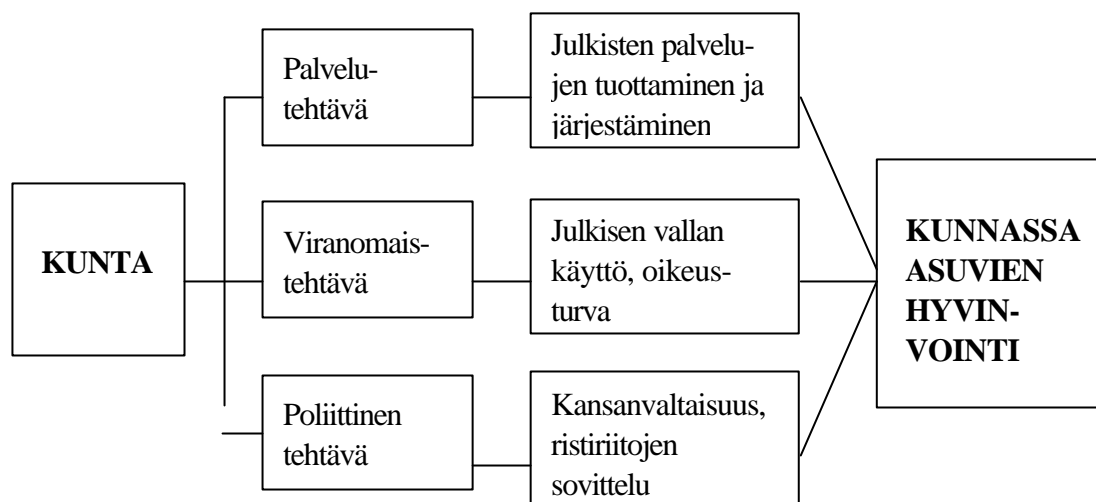 KUNTA
Palvelu-
tehtävä
Julkisten palvelu-
jen tuottaminen ja
järjestäminen
Viranomais-
tehtävä
Julkisen vallan
käyttö, oikeus-
turva
Poliittinen
tehtävä
Kansanvaltaisuus,
ristiriitojen
sovittelu
KUNNASSA
ASUVIEN
HYVIN-
VOINTI